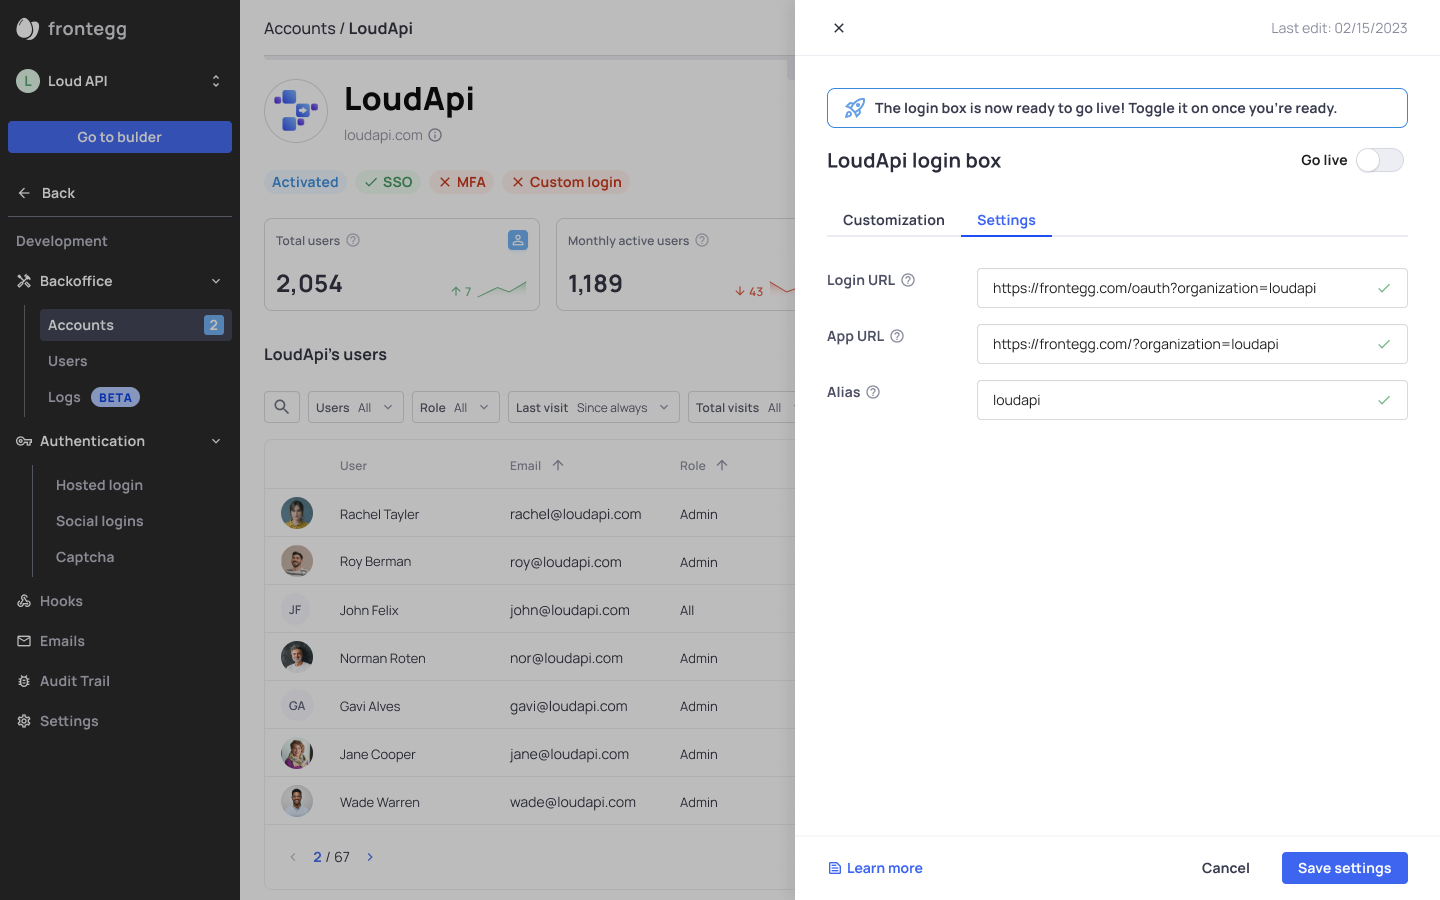 frontegg
L Loud API
Go to bulder
Back
Development
Backoffice
Accounts 2
Users
Logs BETA
Authentication
Hosted login
Social logins
Captcha
Hooks
Emails
Audit Trail
Settings
Accounts / LoudApi
LoudApi
loudapi.com
Activated SSO MFA Custom login
Total users
2,054 7
Monthly active users
1,189 43
LoudApi's users
Users All Role All Last visit Since always Total visits All
User Email Role
Rachel Tayler rachel@loudapi.com Admin
Roy Berman roy@loudapi.com Admin
JF John Felix john@loudapi.com All
Norman Roten nor@loudapi.com Admin
GA Gavi Alves gavi@loudapi.com Admin
Jane Cooper jane@loudapi.com Admin
Wade Warren wade@loudapi.com Admin
2 / 67
Last edit: 02/15/2023
The login box is now ready to go live! Toggle it on once you're ready.
LoudApi login box Go live
Customization Settings
Login URL https://frontegg.com/oauth?organization=loudapi
App URL https://frontegg.com/?organization=loudapi
Alias loudapi
Learn more Cancel Save settings